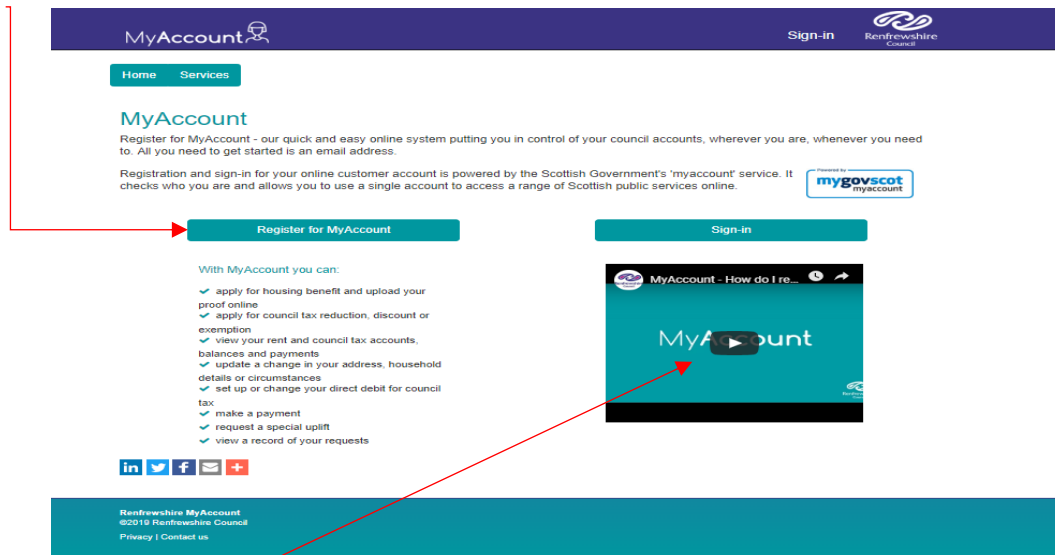 MyAccount
Sign-in
Renfrewshire
Council
Home Services
MyAccount
Register for MyAccount - our quick and easy online system putting you in control of your council accounts, wherever you are, whenever you need
to. All you need to get started is an email address.
Registration and sign-in for your online customer account is powered by the Scottish Government's 'myaccount' service. It
checks who you are and allows you to use a single account to access a range of Scottish public services online.
Powered by
mygovscot
myaccount
Register for MyAccount
Sign-in
With MyAccount you can:
apply for housing benefit and upload your
proof online
apply for council tax reduction, discount or
exemption
view your rent and council tax accounts,
balances and payments
update a change in your address, household
details or circumstances
set up or change your direct debit for council
tax
make a payment
request a special uplift
view a record of your requests
MyAccount - How do I re...
MyAccount
in f
Renfrewshire MyAccount
©2019 Renfrewshire Council
Privacy | Contact us